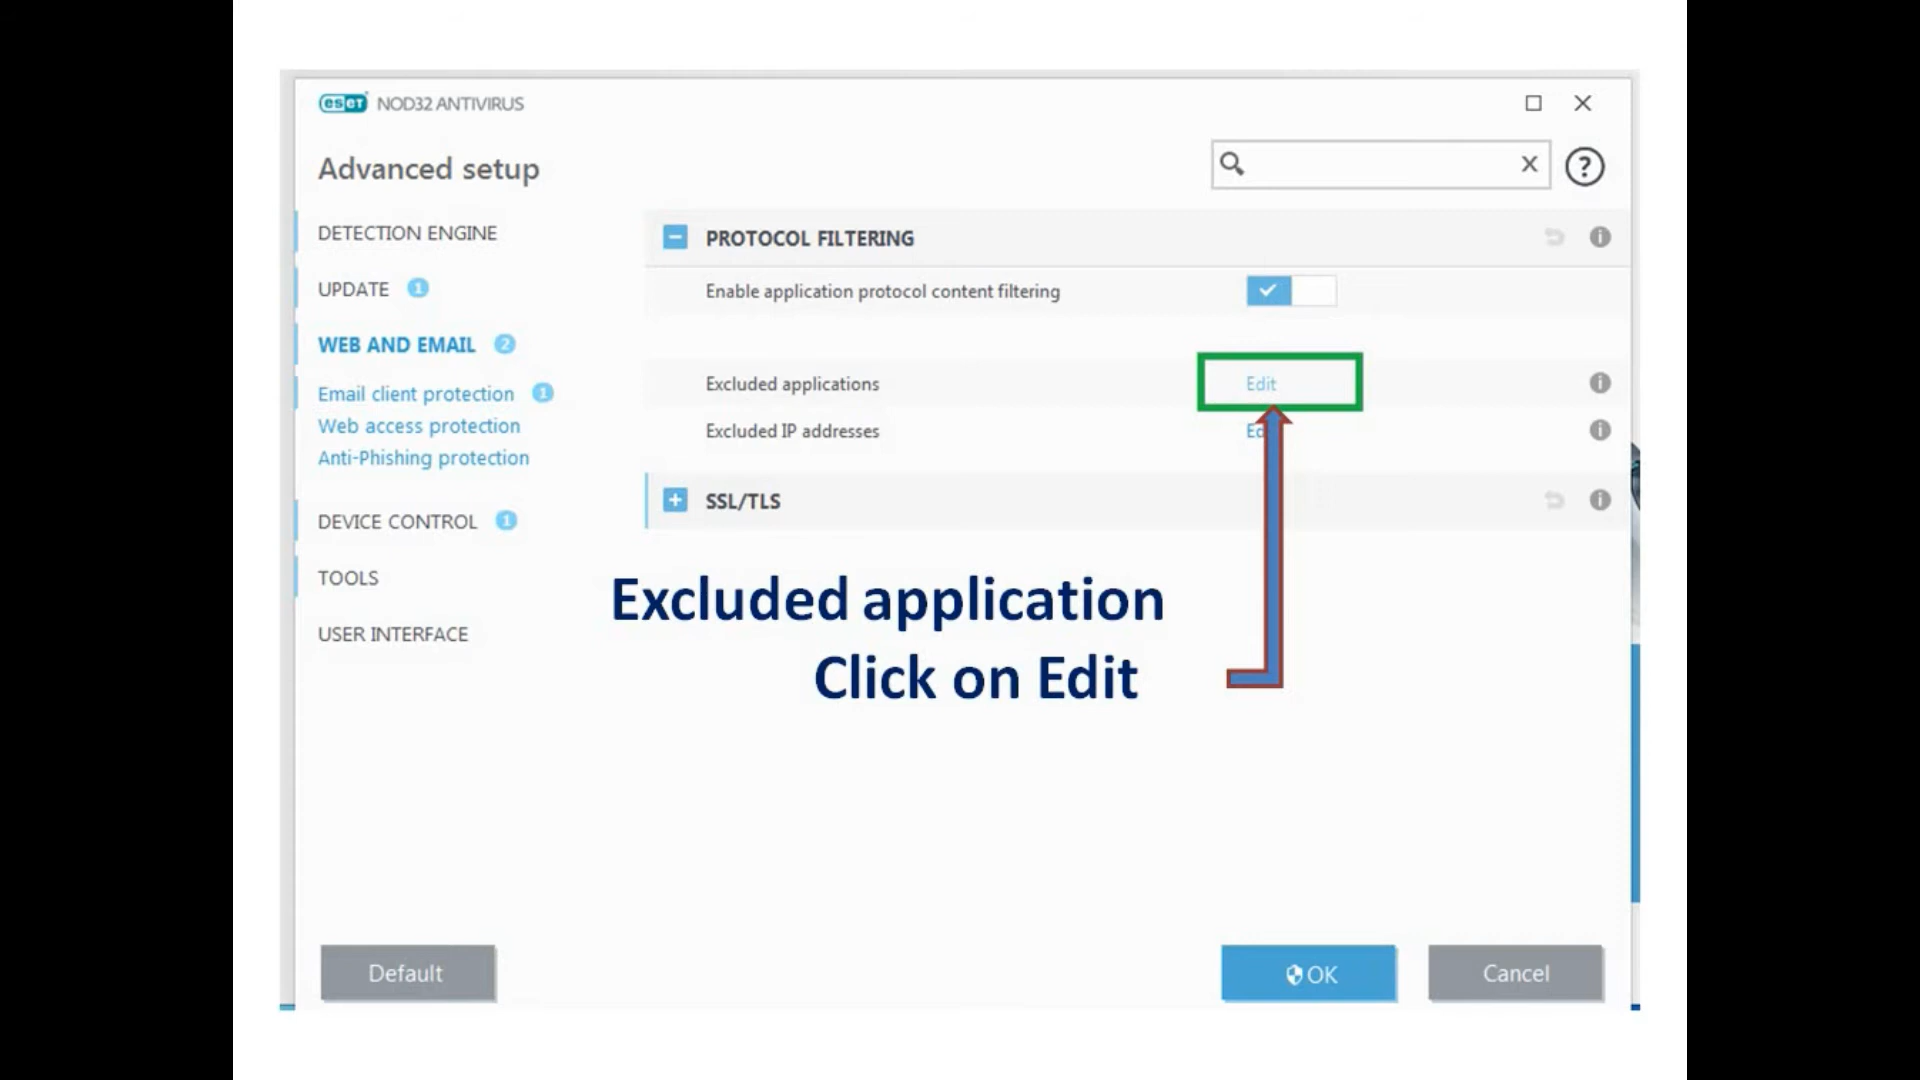 eset NOD32 ANTIVIRUS
Advanced setup
DETECTION ENGINE
UPDATE 1
WEB AND EMAIL 2
Email client protection 1
Web access protection
Anti-Phishing protection
DEVICE CONTROL 1
TOOLS
USER INTERFACE
PROTOCOL FILTERING
Enable application protocol content filtering
Excluded applications Edit
Excluded IP addresses
SSL/TLS
Excluded application
Click on Edit
Default
OK
Cancel